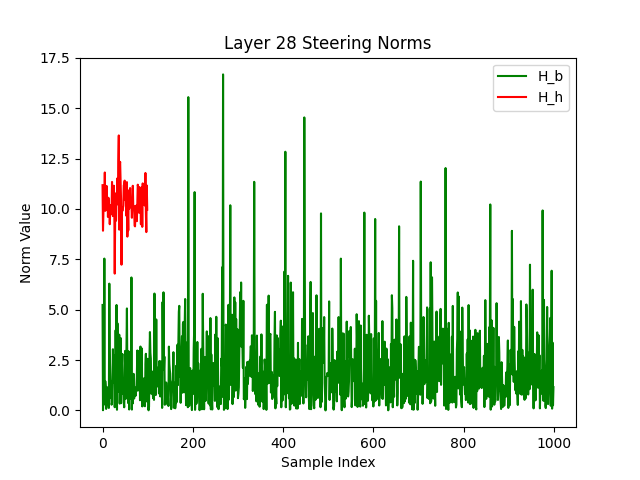 Layer 28 Steering Norms
17.5
15.0
12.5
10.0
7.5
5.0
2.5
0.0
Norm Value
H_b
H_h
0 200 400 600 800 1000
Sample Index